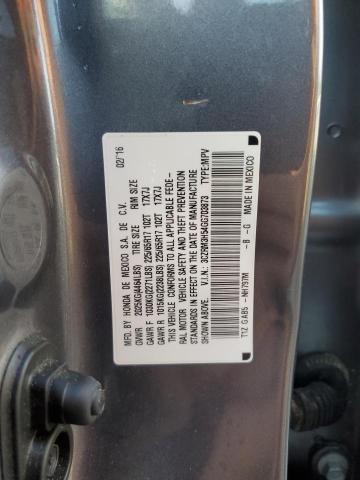 MFD. BY HONDA DE MEXICO S.A. DE C.V. 02/16
GVWR 2025KG(4464LBS) TIRE SIZE RIM SIZE
GAWR F 1030KG(2271LBS) 225/65R17 102T 17X7J
GAWR R 1015KG(2238LBS) 225/65R17 102T 17X7J
THIS VEHICLE CONFORMS TO ALL APPLICABLE FEDE-
RAL MOTOR VEHICLE SAFETY AND THEFT PREVENTION
STANDARDS IN EFFECT ON THE DATE OF MANUFACTURE
SHOWN ABOVE. V.I.N.: 3CZRM3H54GG703873 TYPE:MPV
T1Z GAB5 - NH797M - B - G
MADE IN MEXICO